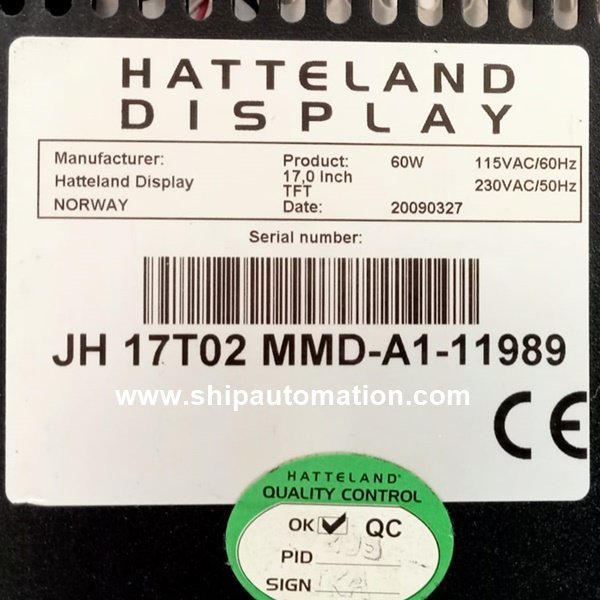 HATTELAND
DISPLAY
Manufacturer:
Hatteland Display
NORWAY
Product: 60W 115VAC/60Hz
17,0 Inch 230VAC/50Hz
TFT
Date: 20090327
Serial number:
JH 17T02 MMD-A1-11989
www.shipautomation.com
CE
HATTELAND®
QUALITY CONTROL
OK QC
PID
SIGN